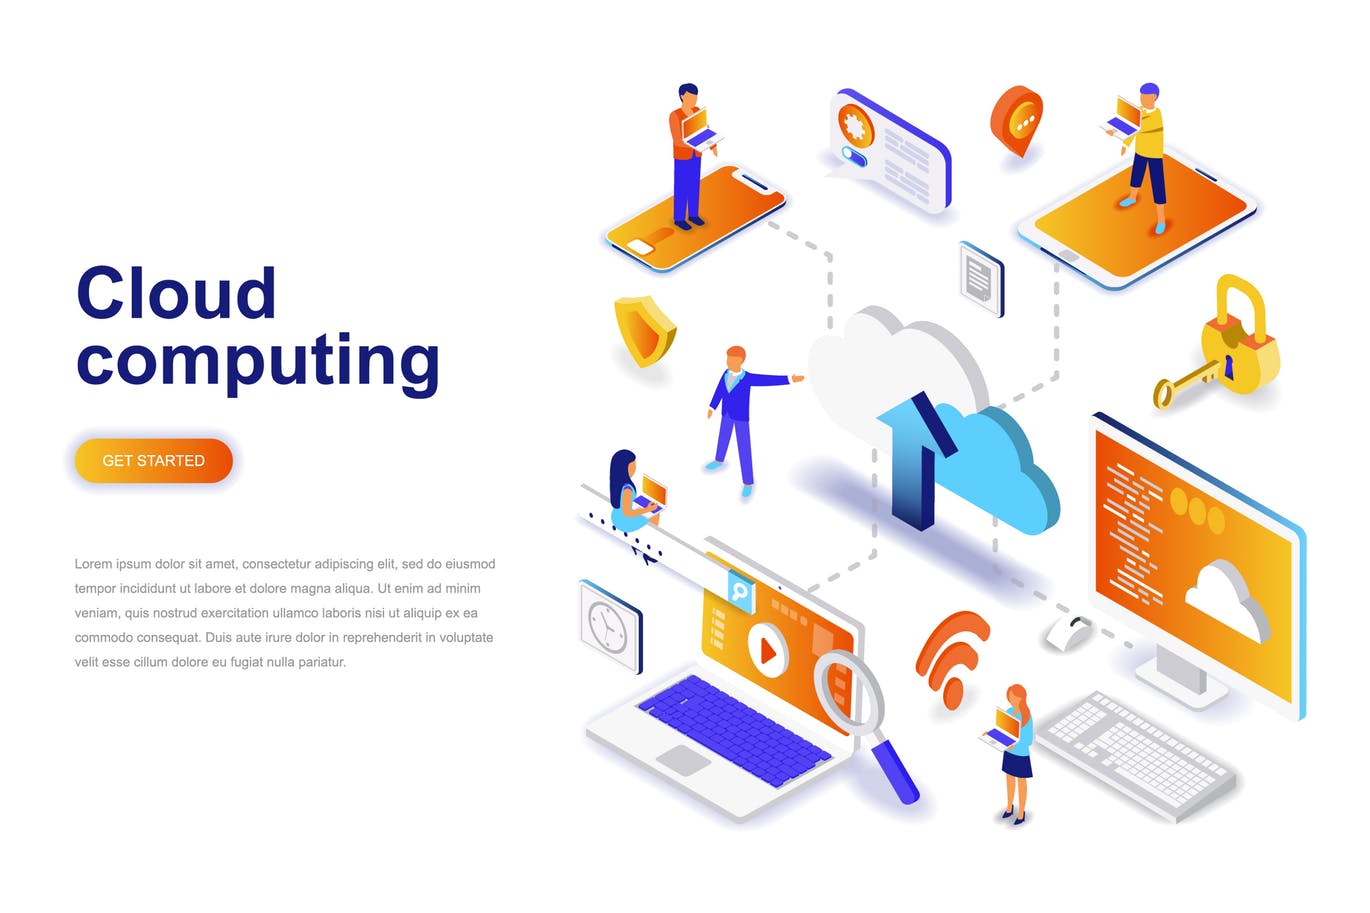 Cloud
computing
GET STARTED
Lorem ipsum dolor sit amet, consectetur adipiscing elit, sed do eiusmod
tempor incididunt ut labore et dolore magna aliqua. Ut enim ad minim
veniam, quis nostrud exercitation ullamco laboris nisi ut aliquip ex ea
commodo consequat. Duis aute irure dolor in reprehenderit in voluptate
velit esse cillum dolore eu fugiat nulla pariatur.